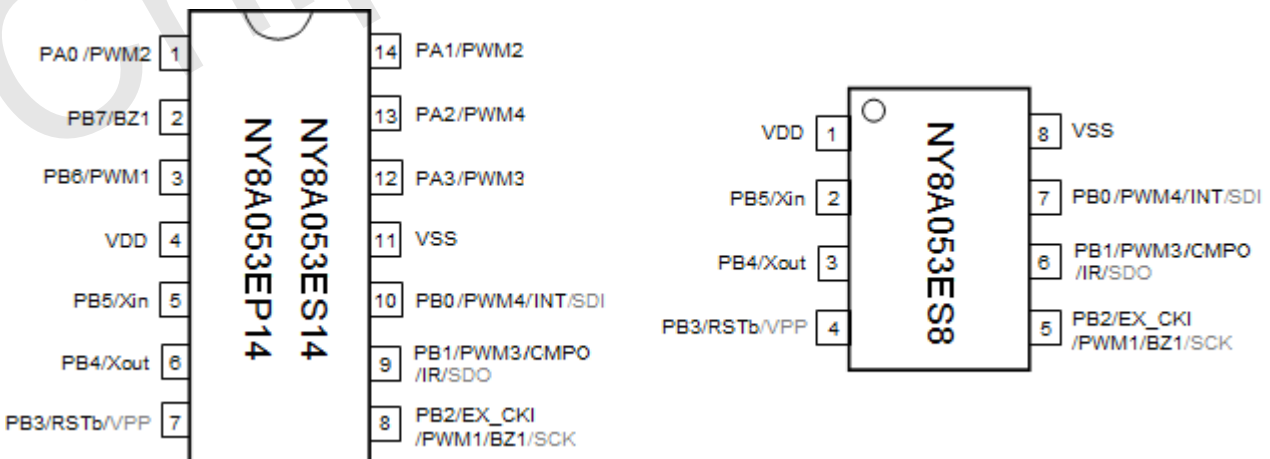 PA0/PWM2 1
14 PA1/PWM2
PB7/BZ1 2
13 PA2/PWM4
PB6/PWM1 3
12 PA3/PWM3
VDD 4
11 VSS
PB5/Xin 5
10 PB0/PWM4/INT/SDI
PB4/Xout 6
9 PB1/PWM3/CMPO
/IR/SDO
PB3/RSTb/VPP 7
8 PB2/EX_CKI
/PWM1/BZ1/SCK
NY8A053ES14
NY8A053EP14
VDD 1
8 VSS
PB5/Xin 2
7 PB0/PWM4/INT/SDI
PB4/Xout 3
6 PB1/PWM3/CMPO
/IR/SDO
PB3/RSTb/VPP 4
5 PB2/EX_CKI
/PWM1/BZ1/SCK
NY8A053ES8